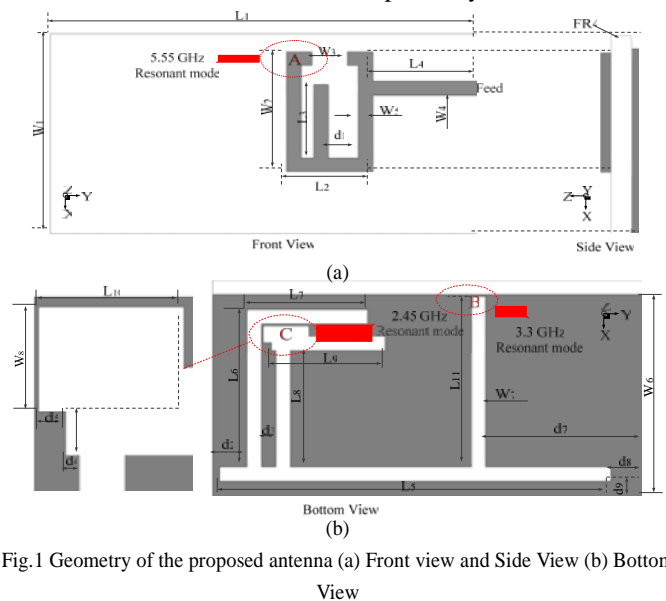 L1
FR4
5.55 GHz
Resonant mode
A
W3
L4
Feed
W1
W2
L3
d1
W5
W4
L2
Z
Y
X
Y
Z
X
Front View
Side View
(a)
L10
L7
2.45 GHz
Resonant mode
B
3.3 GHz
Resonant mode
Z
Y
X
C
W8
L6
L9
L8
L11
W6
d7
d2
d8
L5
d9
Bottom View
(b)
Fig.1 Geometry of the proposed antenna (a) Front view and Side View (b) Bottom
View